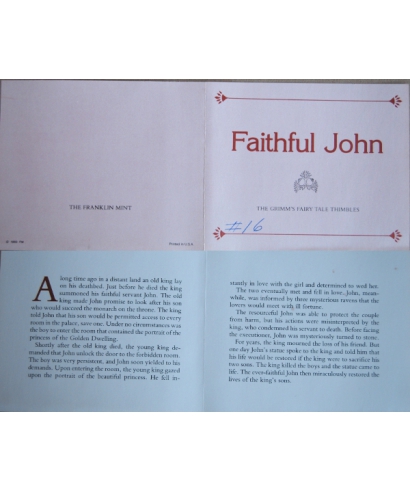 Faithful John
THE GRIMM'S FAIRY TALE THIMBLES
#16
THE FRANKLIN MINT
Printed in U.S.A.
A long time ago in a distant land an old king lay
on his deathbed. Just before he died the king
summoned his faithful servant John. The old
king made John promise to look after his son
who would succeed the monarch on the throne. The king
told John that his son would be permitted access to every
room in the palace, save one. Under no circumstances was
the boy to enter the room that contained the portrait of the
princess of the Golden Dwelling.
Shortly after the old king died, the young king de-
manded that John unlock the door to the forbidden room.
The boy was very persistent, and soon John yielded to his
demands. Upon entering the room, the young king gazed
upon the portrait of the beautiful princess. He fell in-
stantly in love with the girl and determined to wed her.
The two eventually met and fell in love. John, mean-
while, was informed by three mysterious ravens that the
lovers would meet with ill fortune.
The resourceful John was able to protect the couple
from harm, but his actions were misinterpreted by the
king, who condemned his servant to death. Before facing
the executioner, John was mysteriously turned to stone.
For years, the king mourned the loss of his friend. But
one day John's statue spoke to the king and told him that
his life would be restored if the king were to sacrifice his
two sons. The king killed the boys and the statue came to
life. The ever-faithful John then miraculously restored the
lives of the king's sons.